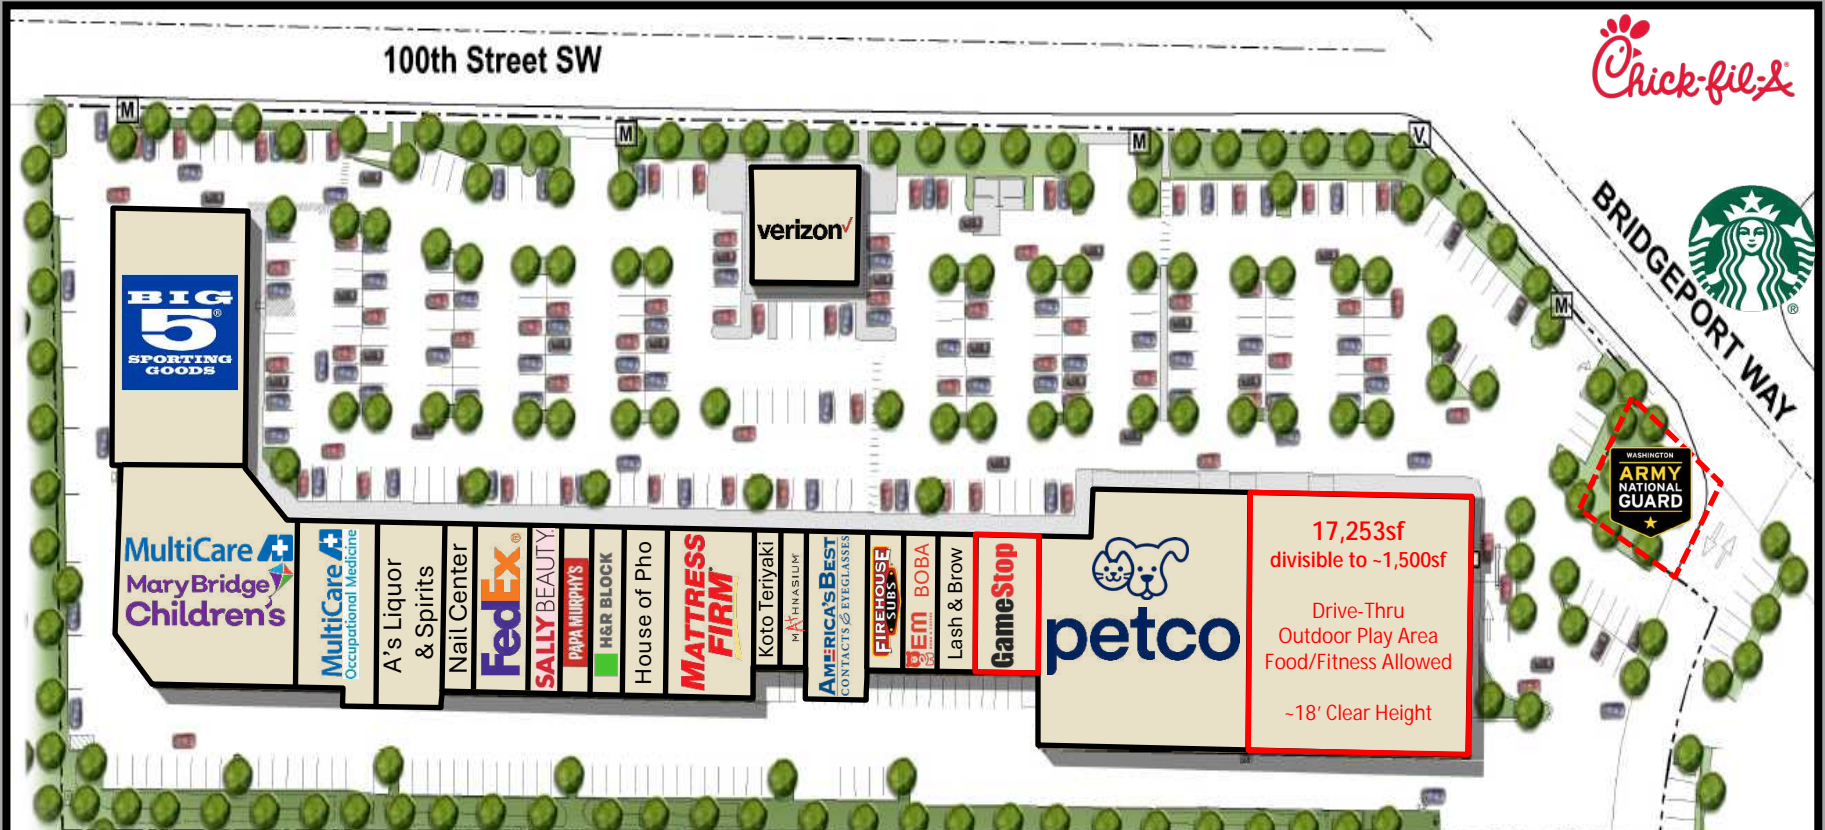 100th Street SW
Chick-fil-A
M
M
M
V
M
BRIDGEPORT WAY
®
verizon
BIG
5®
SPORTING
GOODS
WASHINGTON
ARMY
NATIONAL
GUARD
MultiCare
Mary Bridge
Children's
MultiCare
Occupational Medicine
A's Liquor
& Spirits
Nail Center
FedEx®
SALLY BEAUTY
PAPA MURPHY'S
H&R BLOCK
House of Pho
MATTRESS
FIRM
Koto Teriyaki
MATHNASIUM
AMERICA'S BEST
CONTACTS & EYEGLASSES
FIREHOUSE
SUBS
GEM BOBA
Lash & Brow
GameStop
petco
17,253sf
divisible to ~1,500sf
Drive-Thru
Outdoor Play Area
Food/Fitness Allowed
~18' Clear Height